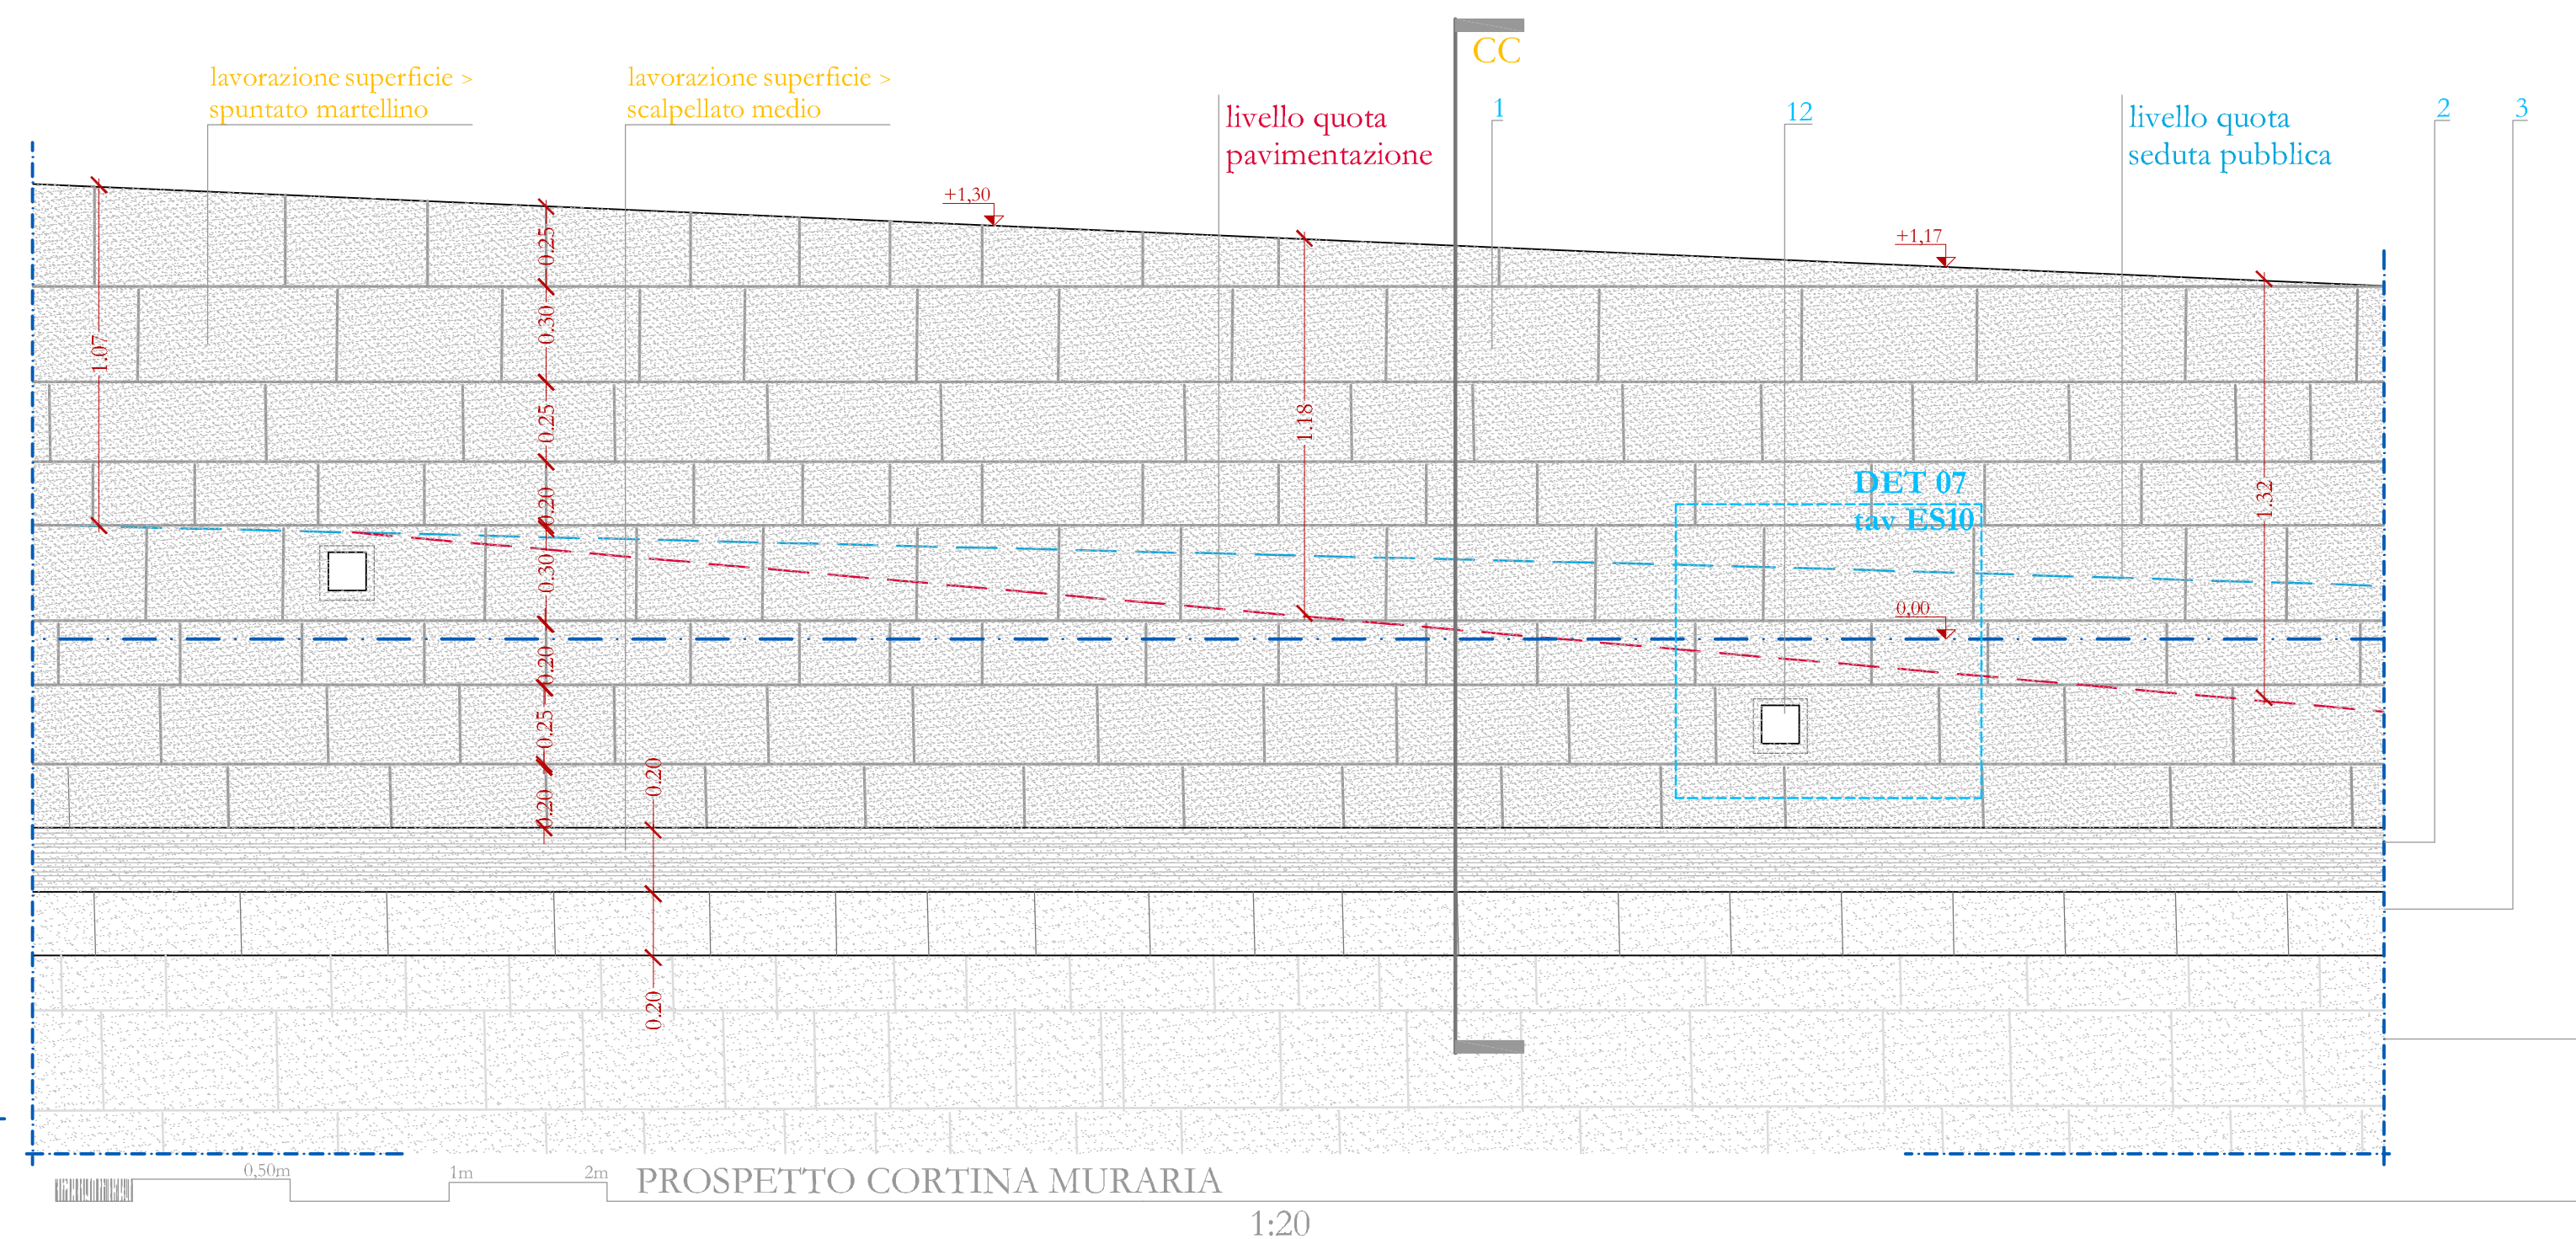 CC
lavorazione superficie >
spuntato martellino
lavorazione superficie >
scalpellato medio
livello quota
pavimentazione
1
12
livello quota
seduta pubblica
2
3
+1,30
+1,17
0.25
1.07
0.30
0.25
1.18
0.20
DET 07
tav ES10
1.32
0.30
0,00
0.20
0,25
0.20
0.20
0.20
0,50m
1m
2m
PROSPETTO CORTINA MURARIA
1:20